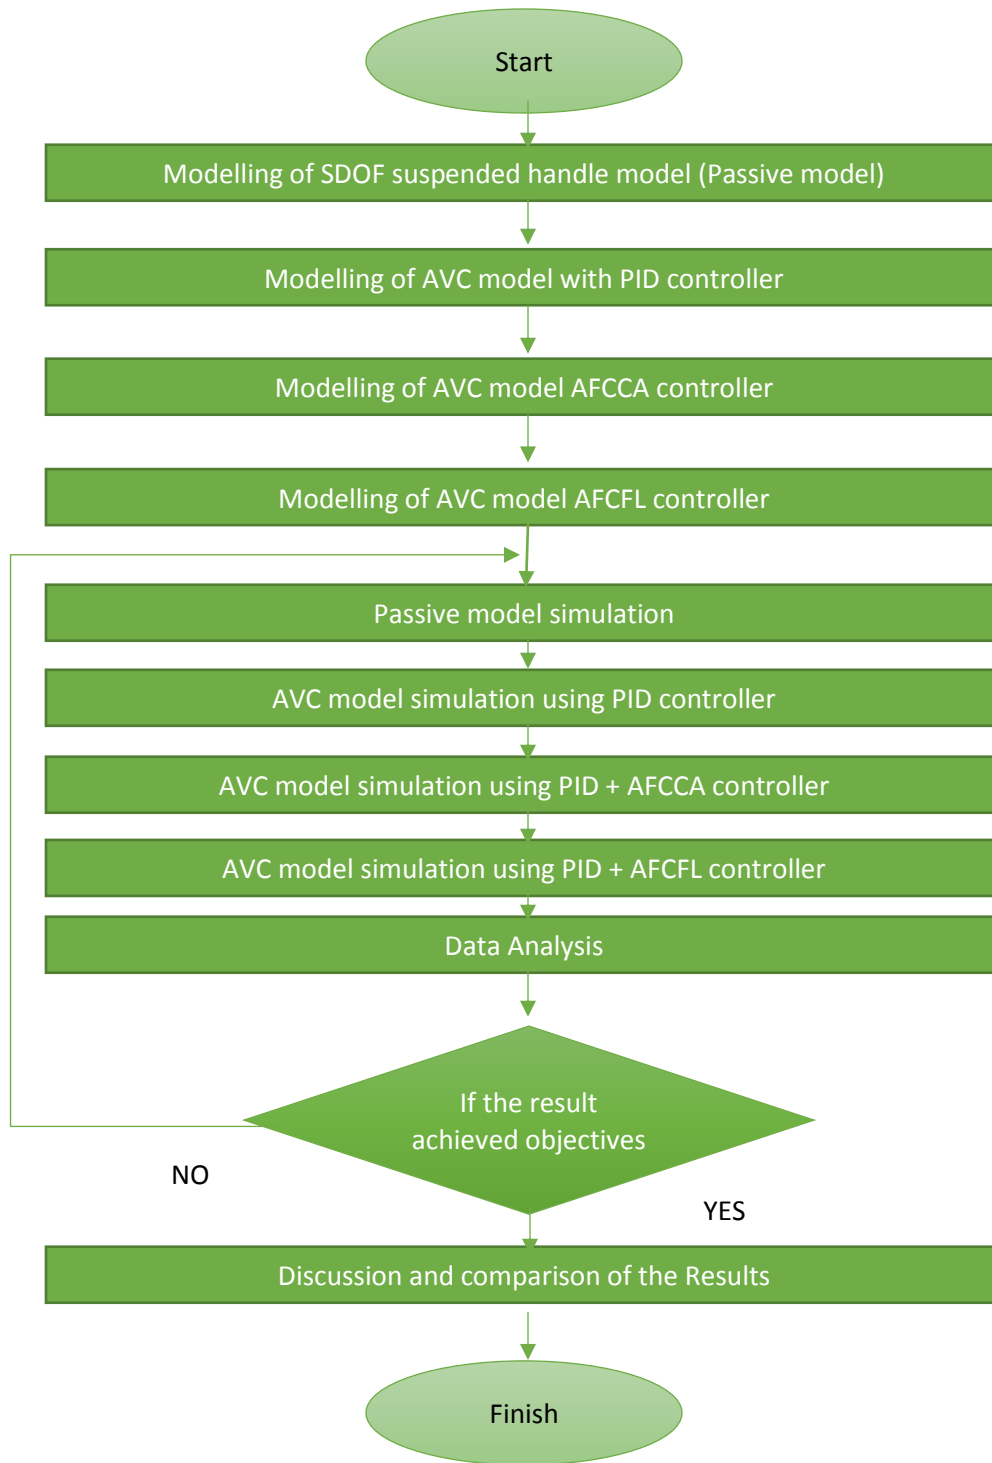 Start
Modelling of SDOF suspended handle model (Passive model)
Modelling of AVC model with PID controller
Modelling of AVC model AFCCA controller
Modelling of AVC model AFCFL controller
Passive model simulation
AVC model simulation using PID controller
AVC model simulation using PID + AFCCA controller
AVC model simulation using PID + AFCFL controller
Data Analysis
If the result
achieved objectives
NO
YES
Discussion and comparison of the Results
Finish